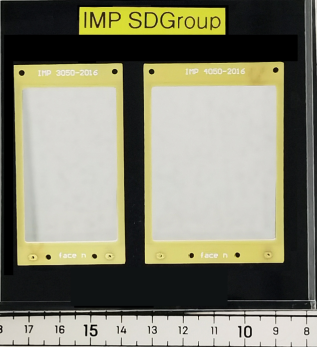 IMP SDGroup
IMP 3050-2016
IMP 4050-2016
face n
face n
17 16 15 14 13 12 11 10 9 8